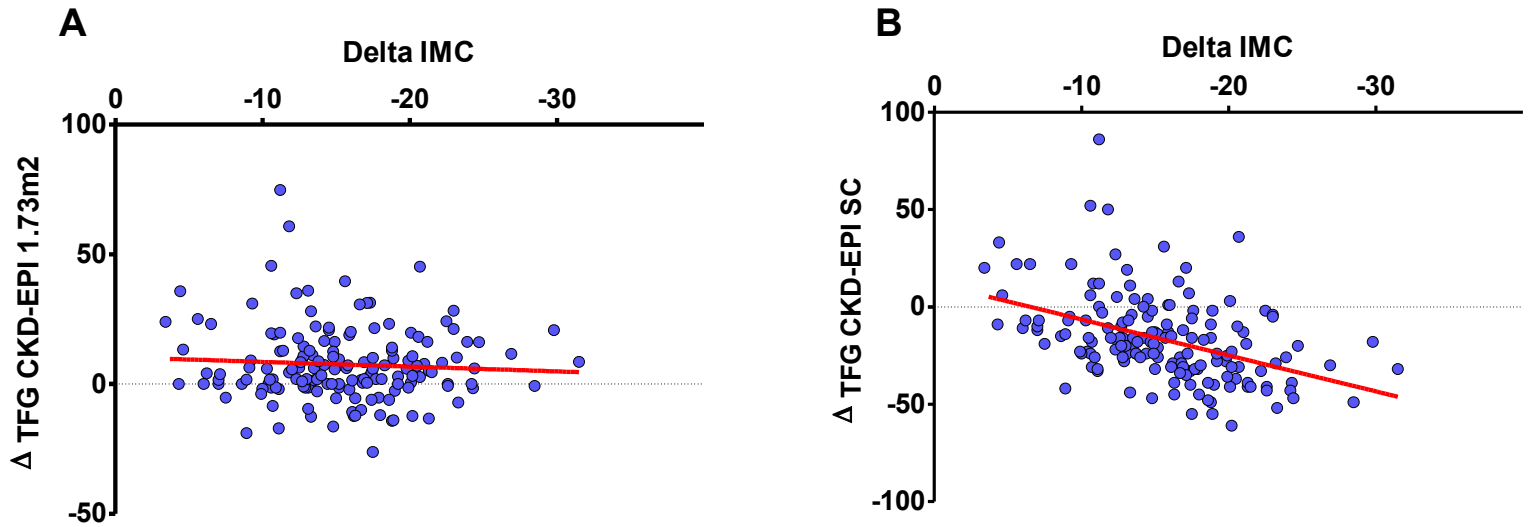 A
Delta IMC
0 -10 -20 -30
100
50
0
-50
Δ TFG CKD-EPI 1.73m2
B
Delta IMC
0 -10 -20 -30
100
50
0
-50
-100
Δ TFG CKD-EPI SC